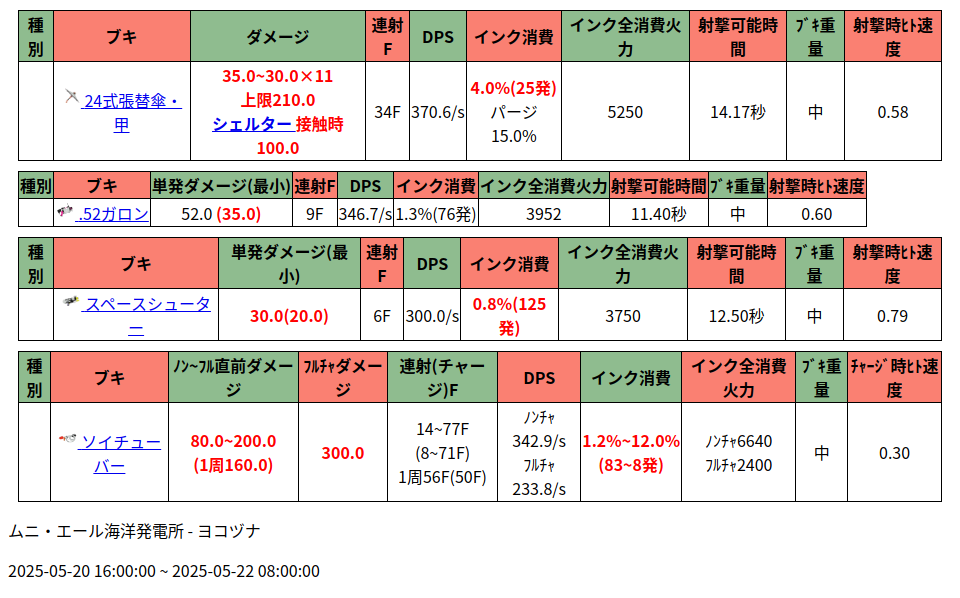 種別 ブキ ダメージ 連射F DPS インク消費 インク全消費火力 射撃可能時間 ﾌﾞｷ重量 射撃時ﾋﾄ速度
24式張替傘・甲 35.0~30.0×11 上限210.0 シェルター 接触時 100.0 34F 370.6/s 4.0%(25発) パージ 15.0% 5250 14.17秒 中 0.58
種別 ブキ 単発ダメージ(最小) 連射F DPS インク消費 インク全消費火力 射撃可能時間 ﾌﾞｷ重量 射撃時ﾋﾄ速度
.52ガロン 52.0 (35.0) 9F 346.7/s 1.3%(76発) 3952 11.40秒 中 0.60
種別 ブキ 単発ダメージ(最小) 連射F DPS インク消費 インク全消費火力 射撃可能時間 ﾌﾞｷ重量 射撃時ﾋﾄ速度
スペースシューター 30.0(20.0) 6F 300.0/s 0.8%(125発) 3750 12.50秒 中 0.79
種別 ブキ ﾉﾝ~ﾌﾙ直前ダメージ ﾌﾙﾁｬダメージ 連射(チャージ)F DPS インク消費 インク全消費火力 ﾌﾞｷ重量 ﾁｬｰｼﾞ時ﾋﾄ速度
ソイチューバー 80.0~200.0 (1周160.0) 300.0 14~77F (8~71F) 1周56F(50F) ﾉﾝﾁｬ 342.9/s ﾌﾙﾁｬ 233.8/s 1.2%~12.0% (83~8発) ﾉﾝﾁｬ6640 ﾌﾙﾁｬ2400 中 0.30
ムニ・エール海洋発電所 - ヨコヅナ
2025-05-20 16:00:00 ~ 2025-05-22 08:00:00